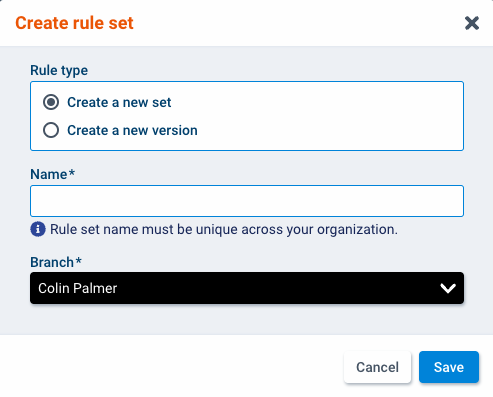 Create rule set
Rule type
Create a new set
Create a new version
Name*
Rule set name must be unique across your organization.
Branch*
Colin Palmer
Cancel
Save